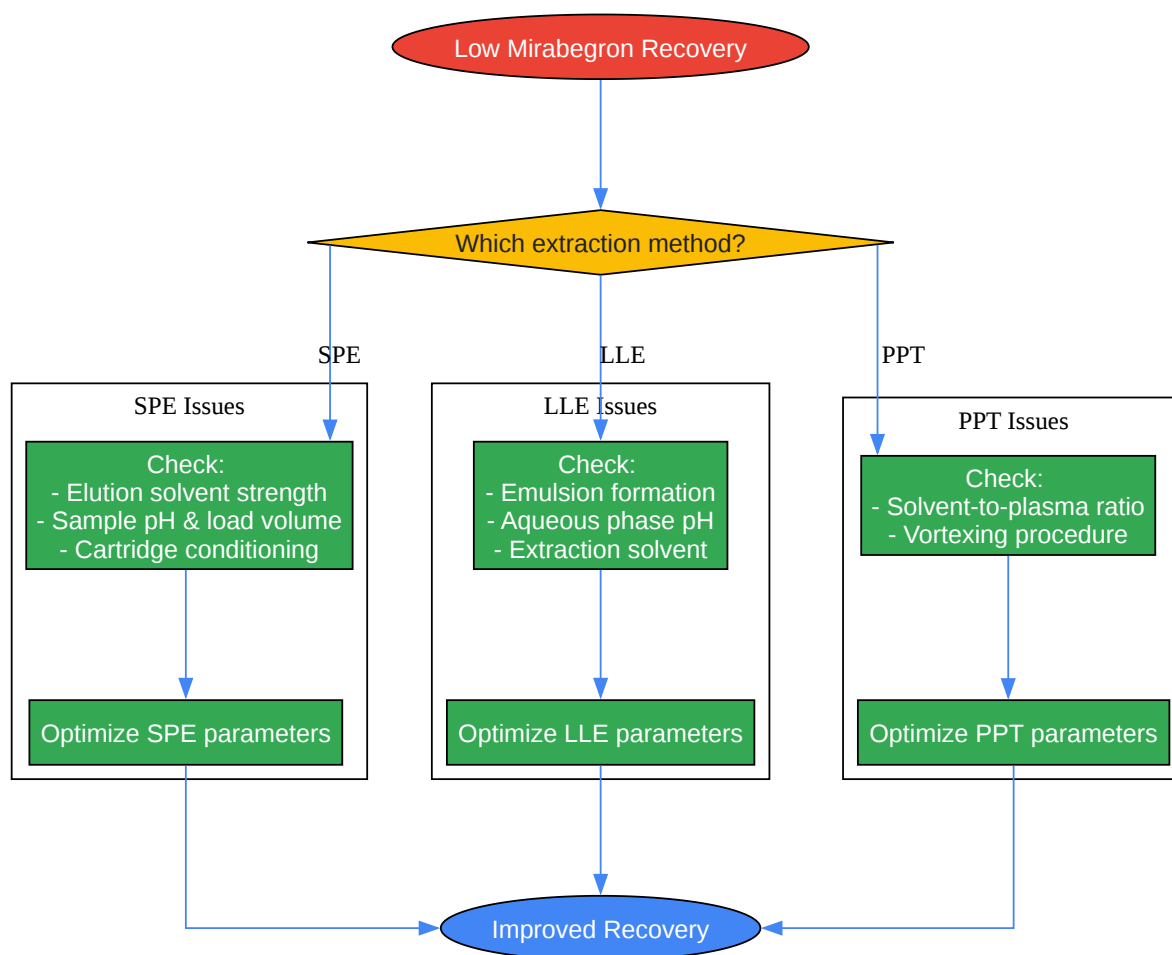 Low Mirabegron Recovery
Which extraction method?
SPE
LLE
PPT
SPE Issues
Check:
- Elution solvent strength
- Sample pH & load volume
- Cartridge conditioning
Optimize SPE parameters
LLE Issues
Check:
- Emulsion formation
- Aqueous phase pH
- Extraction solvent
Optimize LLE parameters
PPT Issues
Check:
- Solvent-to-plasma ratio
- Vortexing procedure
Optimize PPT parameters
Improved Recovery